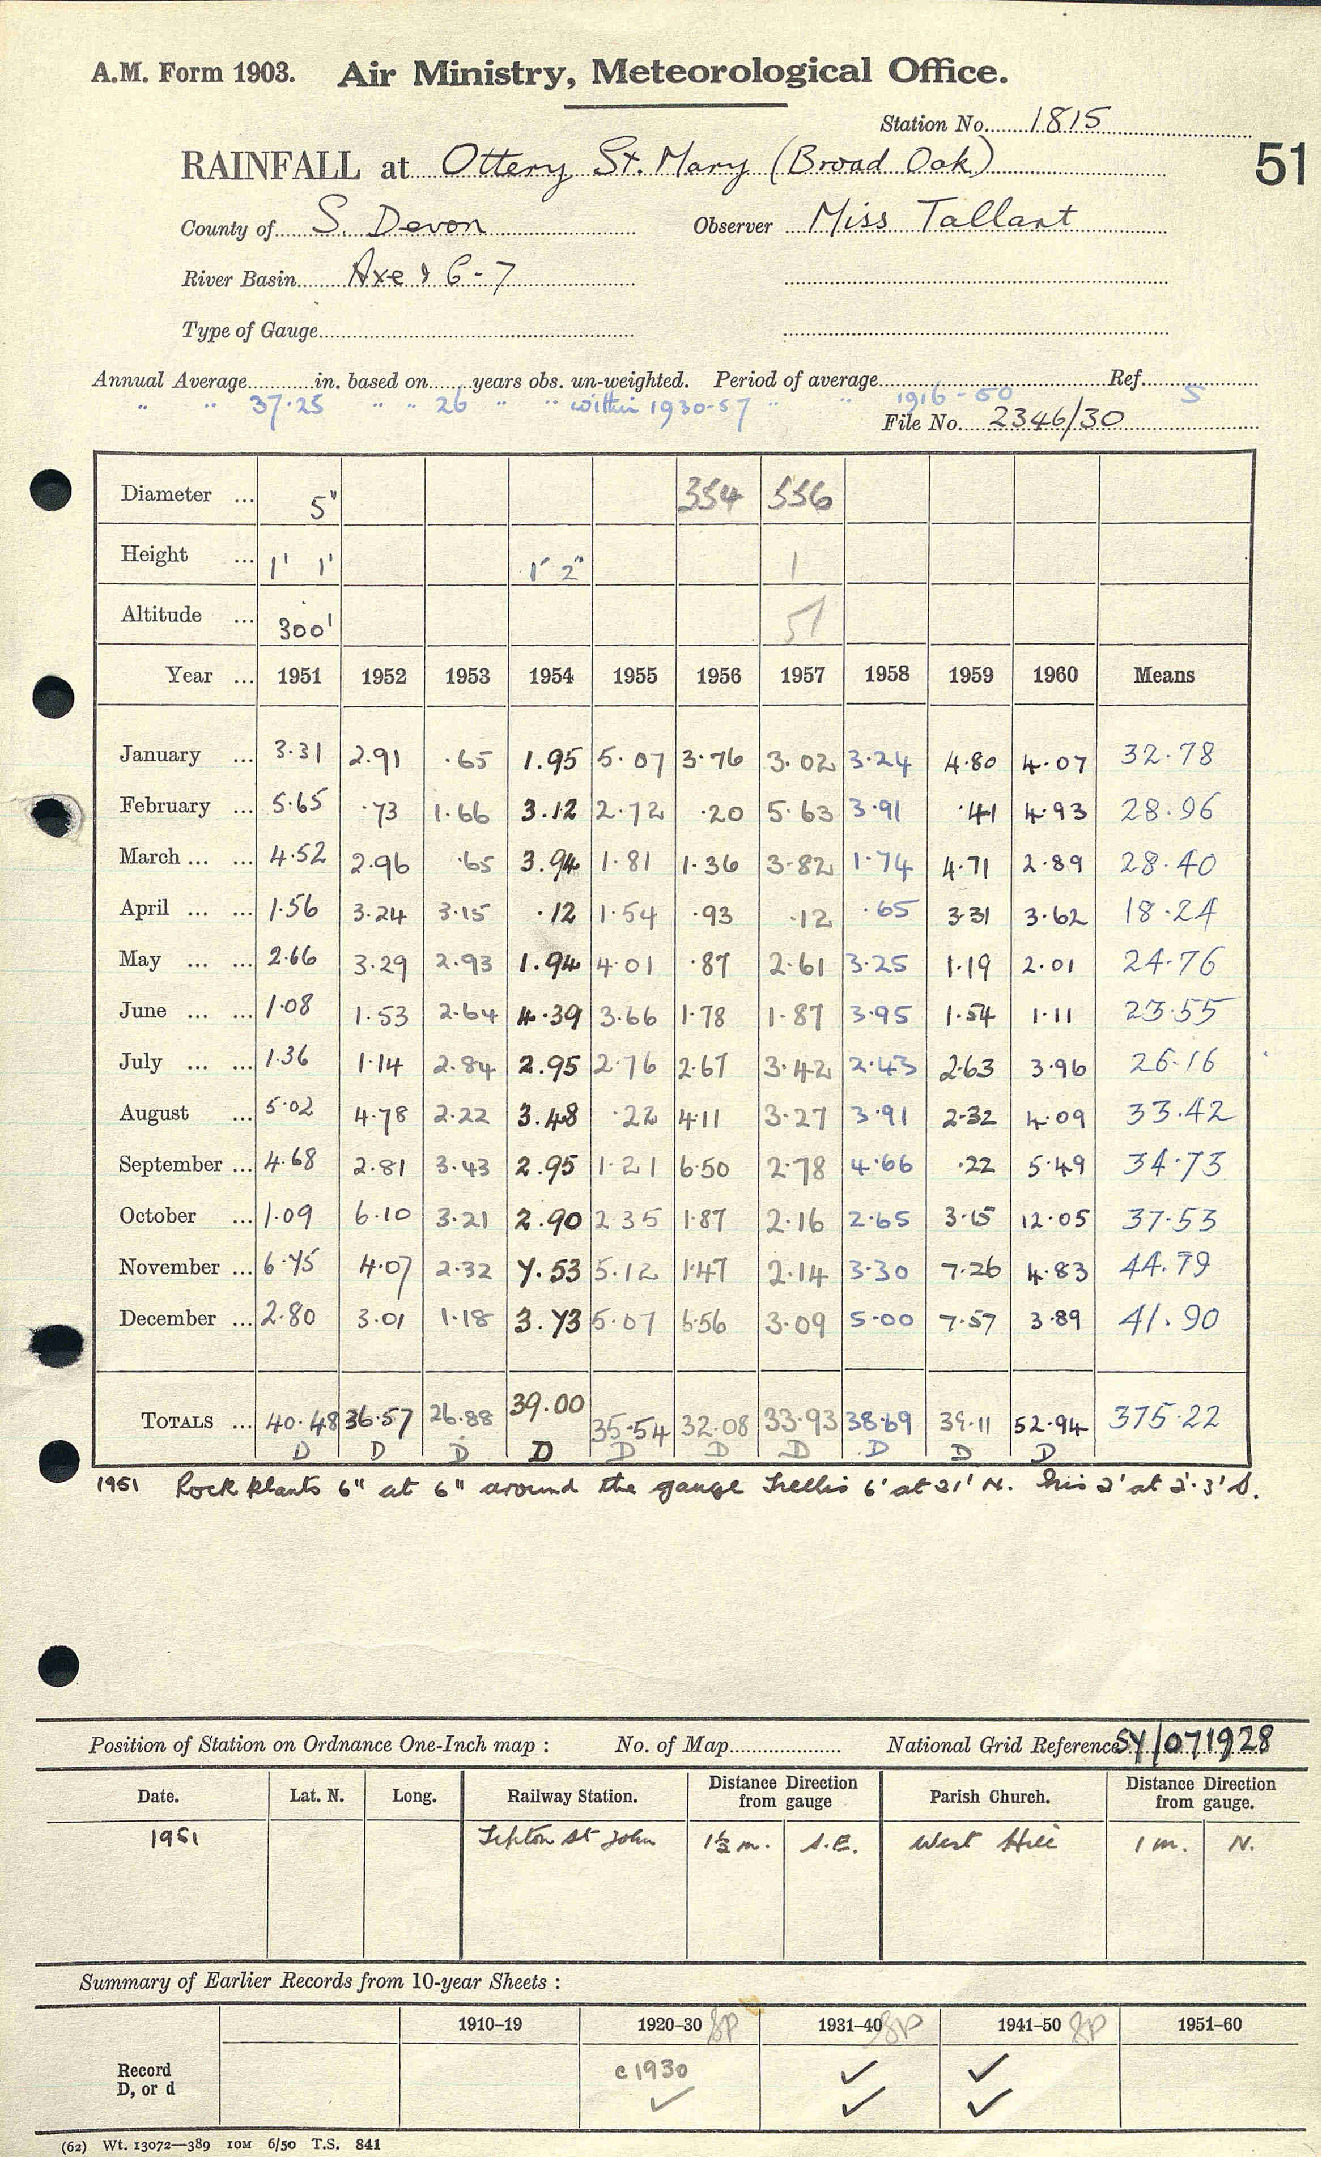 A.M. Form 1903. Air Ministry, Meteorological Office.
Station No. 1815
RAINFALL at Ottery St. Mary (Broad Oak)
51
County of S. Devon Observer Miss Tallant
River Basin Axe & 6-7
Type of Gauge
Annual Average in. based on years obs. un-weighted. Period of average Ref.
" " 37.25 " " 26 " " within 1930-57 " " 1916-50 5
File No. 2346/30
Diameter ... 5" 354 556
Height ... 1' 1' 1' 2" 1
Altitude ... 300' 51
Year ... 1951 1952 1953 1954 1955 1956 1957 1958 1959 1960 Means
January ... 3.31 2.91 .65 1.95 5.07 3.76 3.02 3.24 4.80 4.07 32.78
February ... 5.65 .73 1.66 3.12 2.72 .20 5.63 3.91 .41 4.93 28.96
March ... ... 4.52 2.96 .65 3.94 1.81 1.36 3.82 1.74 4.71 2.89 28.40
April ... ... 1.56 3.24 3.15 .12 1.54 .93 .12 .65 3.31 3.62 18.24
May ... ... 2.66 3.29 2.93 1.94 4.01 .87 2.61 3.25 1.19 2.01 24.76
June ... ... 1.08 1.53 2.64 4.39 3.66 1.78 1.87 3.95 1.54 1.11 23.55
July ... ... 1.36 1.14 2.84 2.95 2.76 2.67 3.42 2.43 2.63 3.96 26.16
August ... 5.02 4.78 2.22 3.48 .22 4.11 3.27 3.91 2.32 4.09 33.42
September ... 4.68 2.81 3.43 2.95 1.21 6.50 2.78 4.66 .22 5.49 34.73
October ... 1.09 6.10 3.21 2.90 2.35 1.87 2.16 2.65 3.15 12.05 37.53
November ... 6.75 4.07 2.32 7.53 5.12 1.47 2.14 3.30 7.26 4.83 44.79
December ... 2.80 3.01 1.18 3.73 5.07 6.56 3.09 5.00 7.57 3.89 41.90
TOTALS ... 40.48 36.57 26.88 39.00 35.54 32.08 33.93 38.69 39.11 52.94 375.22
D D D D D D D D D D
1951 Rock Plants 6" at 6" around the gauge Trellis 6' at 21' N. Iris 2' at 2'.3' S.
Position of Station on Ordnance One-Inch map : No. of Map National Grid Reference SY/071928
Date. Lat. N. Long. Railway Station. Distance Direction from gauge Parish Church. Distance Direction from gauge.
1951 Tipton St John 1½ m. S.E. West Hill 1 m. N.
Summary of Earlier Records from 10-year Sheets :
1910–19 1920–30 SP 1931–40 SP 1941–50 SP 1951–60
Record c1930 ✓ ✓
D, or d ✓ ✓ ✓
(62) Wt. 13072—389 10M 6/50 T.S. 841